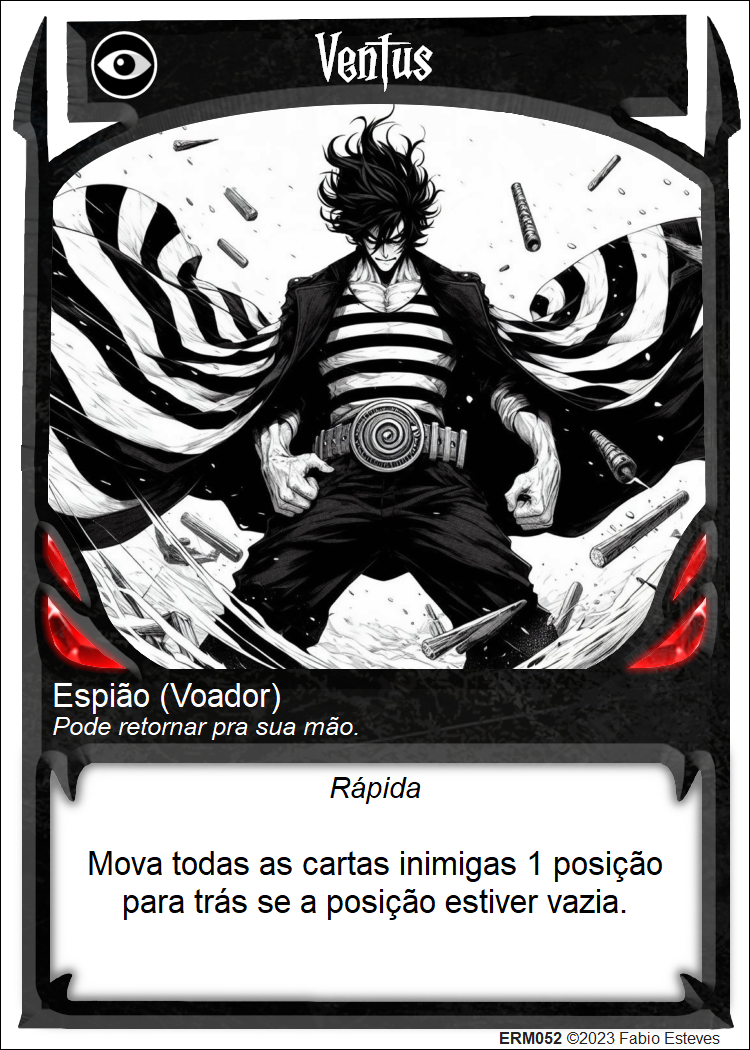 Ventus
Espião (Voador)
Pode retornar pra sua mão.
Rápida
Mova todas as cartas inimigas 1 posição
para trás se a posição estiver vazia.
ERM052 ©2023 Fabio Esteves